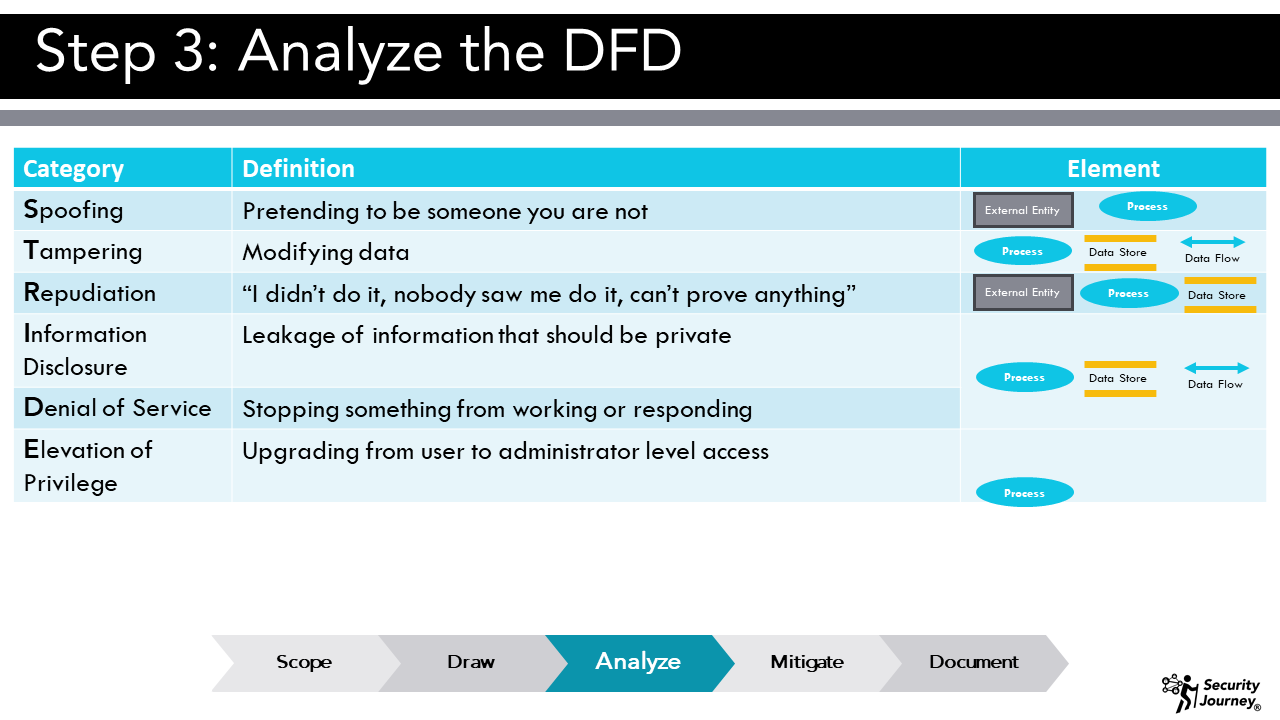 Step 3: Analyze the DFD
Category Definition Element
Spoofing Pretending to be someone you are not External Entity Process
Tampering Modifying data Process Data Store Data Flow
Repudiation “I didn’t do it, nobody saw me do it, can’t prove anything” External Entity Process Data Store
Information Leakage of information that should be private
Disclosure
Process Data Store Data Flow
Denial of Service Stopping something from working or responding
Elevation of Upgrading from user to administrator level access
Privilege
Process
Scope Draw Analyze Mitigate Document
Security
Journey®